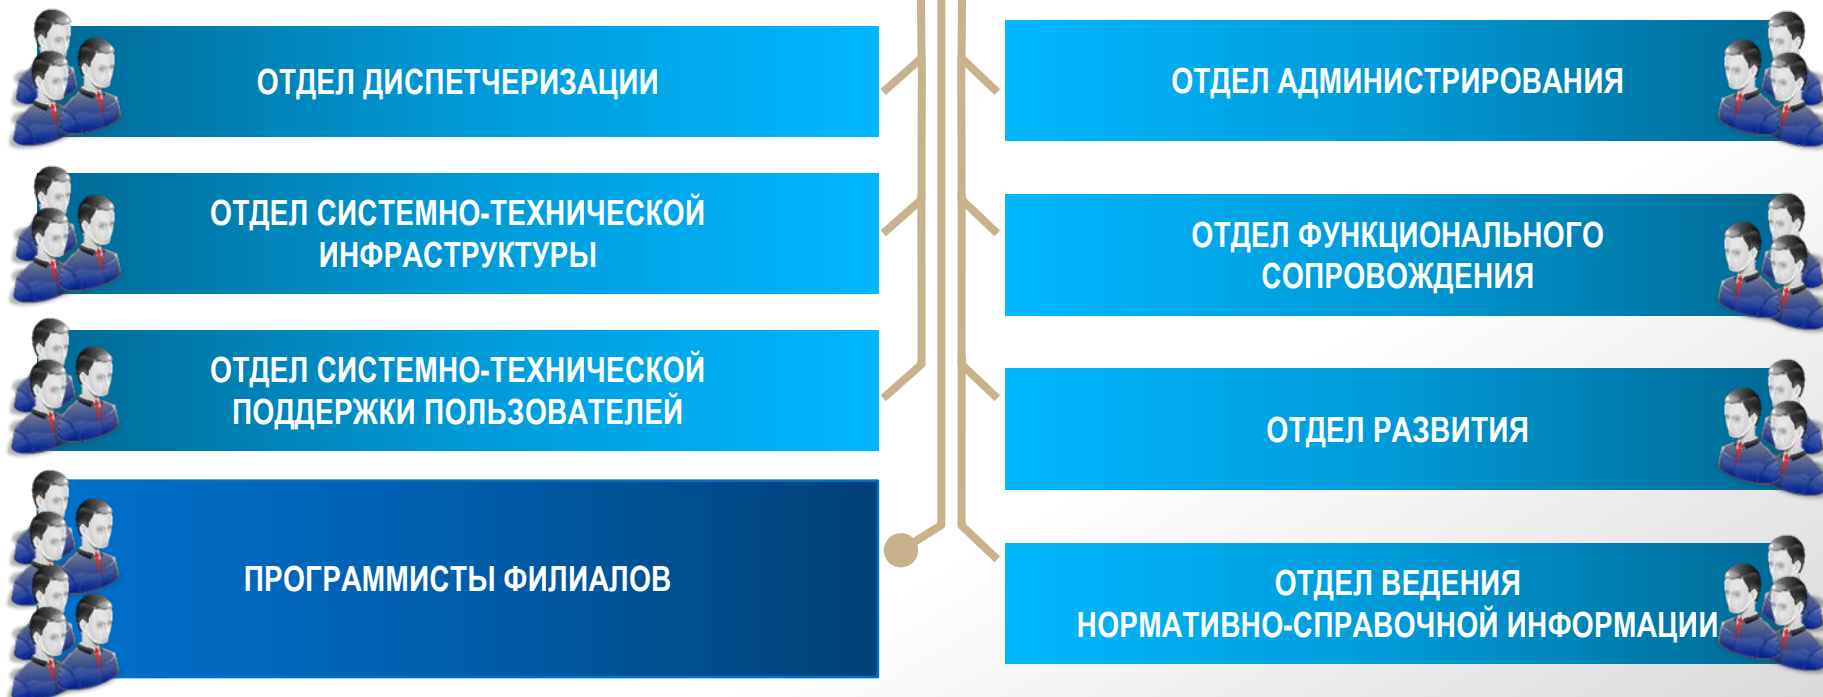 ОТДЕЛ ДИСПЕТЧЕРИЗАЦИИ
ОТДЕЛ СИСТЕМНО-ТЕХНИЧЕСКОЙ
ИНФРАСТРУКТУРЫ
ОТДЕЛ СИСТЕМНО-ТЕХНИЧЕСКОЙ
ПОДДЕРЖКИ ПОЛЬЗОВАТЕЛЕЙ
ПРОГРАММИСТЫ ФИЛИАЛОВ
ОТДЕЛ АДМИНИСТРИРОВАНИЯ
ОТДЕЛ ФУНКЦИОНАЛЬНОГО
СОПРОВОЖДЕНИЯ
ОТДЕЛ РАЗВИТИЯ
ОТДЕЛ ВЕДЕНИЯ
НОРМАТИВНО-СПРАВОЧНОЙ ИНФОРМАЦИИ